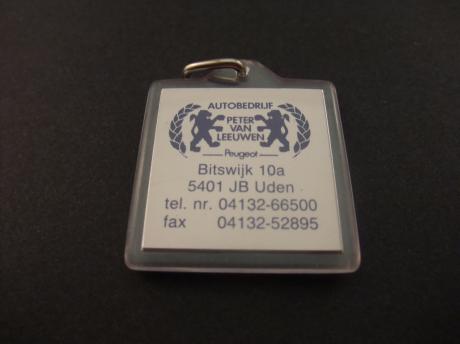 AUTOBEDRIJF
PETER
VAN
LEEUWEN
Peugeot
Bitswijk 10a
5401 JB Uden
tel. nr. 04132-66500
fax 04132-52895